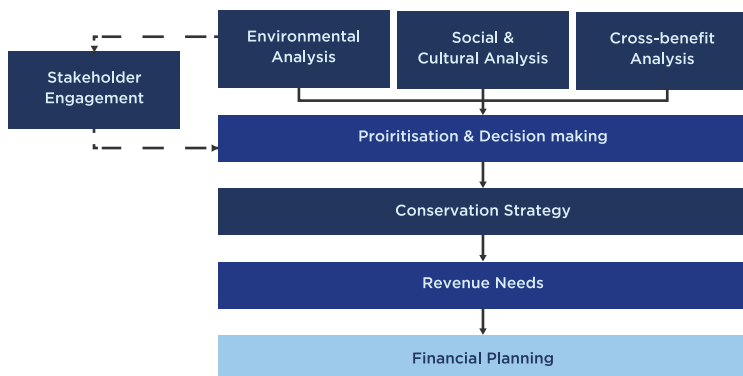 Environmental
Analysis
Social &
Cultural Analysis
Cross-benefit
Analysis
Stakeholder
Engagement
Proiritisation & Decision making
Conservation Strategy
Revenue Needs
Financial Planning